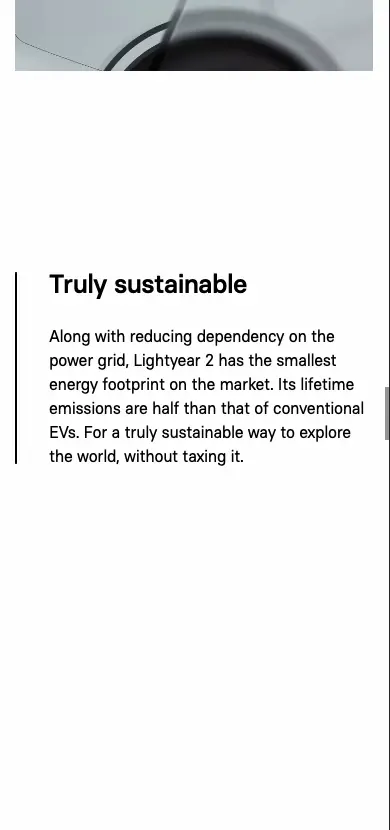 Truly sustainable
Along with reducing dependency on the
power grid, Lightyear 2 has the smallest
energy footprint on the market. Its lifetime
emissions are half than that of conventional
EVs. For a truly sustainable way to explore
the world, without taxing it.